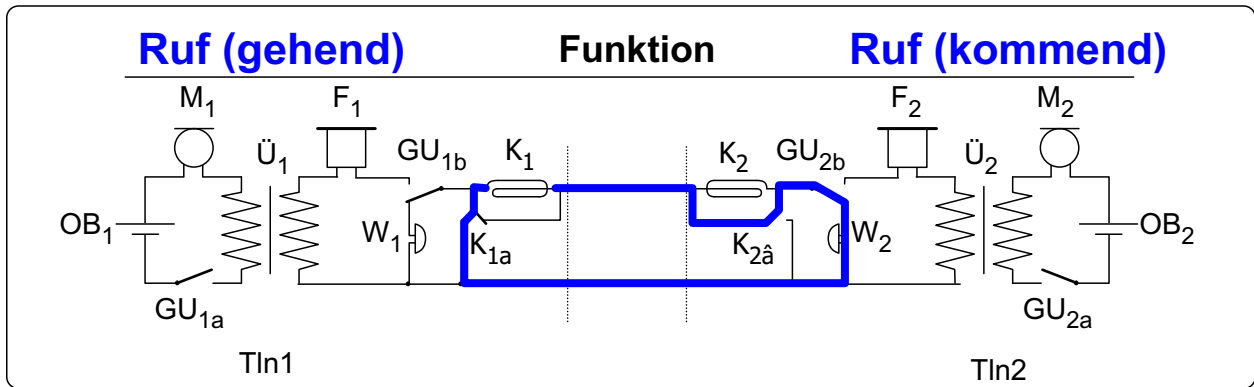 Ruf (gehend) Funktion Ruf (kommend)
M1 F1 F2 M2
Ü1 GU1b K1 K2 GU2b Ü2
OB1 W1 K1a K2â W2 OB2
GU1a GU2a
Tln1 Tln2